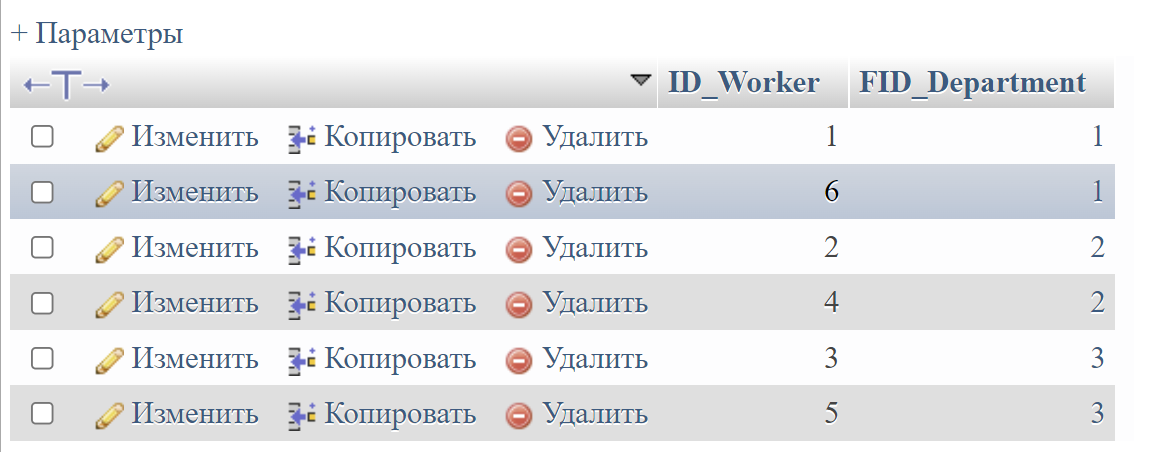 + Параметры
←T→ ID_Worker FID_Department
Изменить Копировать Удалить 1 1
Изменить Копировать Удалить 6 1
Изменить Копировать Удалить 2 2
Изменить Копировать Удалить 4 2
Изменить Копировать Удалить 3 3
Изменить Копировать Удалить 5 3